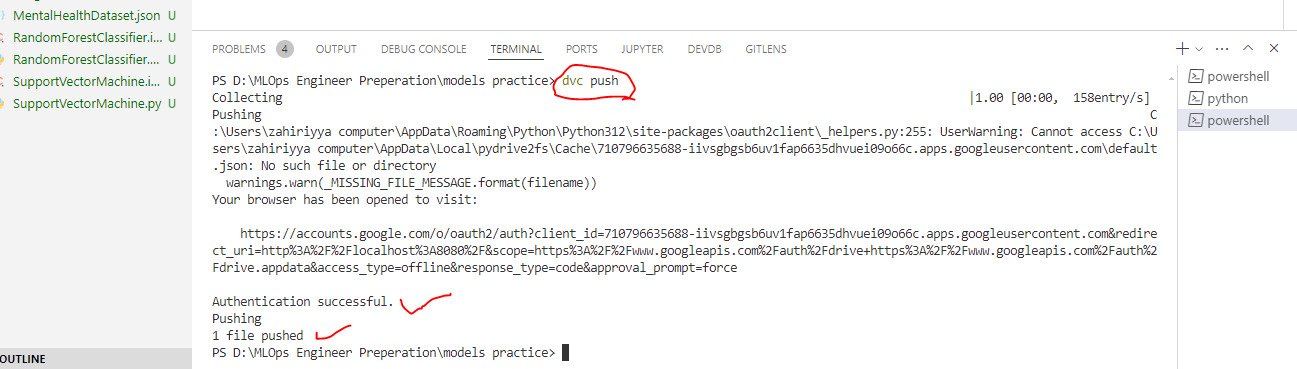 MentalHealthDataset.json U
RandomForestClassifier.i... U
RandomForestClassifier.... U
SupportVectorMachine.i... U
SupportVectorMachine.py U
OUTLINE
PROBLEMS 4 OUTPUT DEBUG CONSOLE TERMINAL PORTS JUPYTER DEVDB GITLENS
PS D:\MLOps Engineer Preperation\models practice> dvc push
Collecting |1.00 [00:00, 158entry/s]
Pushing C
:\Users\zahiriyya computer\AppData\Roaming\Python\Python312\site-packages\oauth2client\_helpers.py:255: UserWarning: Cannot access C:\U
sers\zahiriyya computer\AppData\Local\pydrive2fs\Cache\710796635688-iivsgbgsb6uv1fap6635dhvuei09o66c.apps.googleusercontent.com\default
.json: No such file or directory
warnings.warn(_MISSING_FILE_MESSAGE.format(filename))
Your browser has been opened to visit:
https://accounts.google.com/o/oauth2/auth?client_id=710796635688-iivsgbgsb6uv1fap6635dhvuei09o66c.apps.googleusercontent.com&redire
ct_uri=http%3A%2F%2Flocalhost%3A8080%2F&scope=https%3A%2F%2Fwww.googleapis.com%2Fauth%2Fdrive+https%3A%2F%2Fwww.googleapis.com%2Fauth%2
Fdrive.appdata&access_type=offline&response_type=code&approval_prompt=force
Authentication successful.
Pushing
1 file pushed
PS D:\MLOps Engineer Preperation\models practice>
powershell
python
powershell